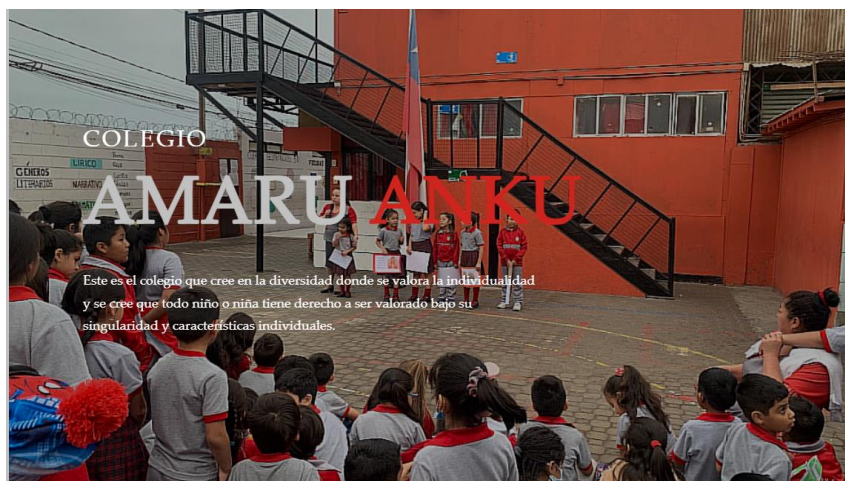 COLEGIO
AMARU ANKU
Este es el colegio que cree en la diversidad donde se valora la individualidad
y se cree que todo niño o niña tiene derecho a ser valorado bajo su
singularidad y características individuales.
GÉNEROS
LITERARIOS
LIRICO
NARRATIVO